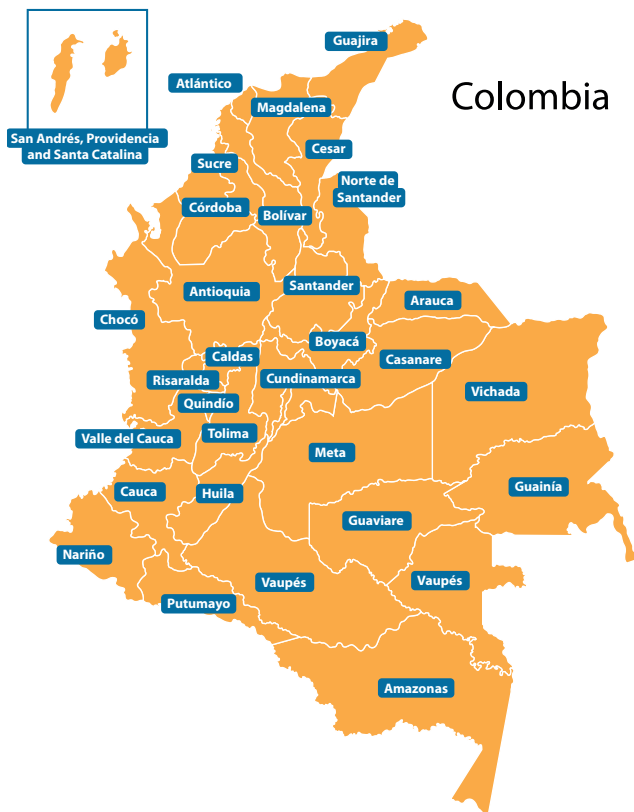 Guajira
Colombia
Atlántico
Magdalena
San Andrés, Providencia
and Santa Catalina
Cesar
Sucre
Norte de
Santander
Córdoba
Bolívar
Santander
Antioquia
Arauca
Chocó
Boyacá
Caldas
Casanare
Risaralda
Cundinamarca
Vichada
Quindío
Tolima
Valle del Cauca
Meta
Cauca
Huila
Guainía
Guaviare
Nariño
Vaupés
Vaupés
Putumayo
Amazonas